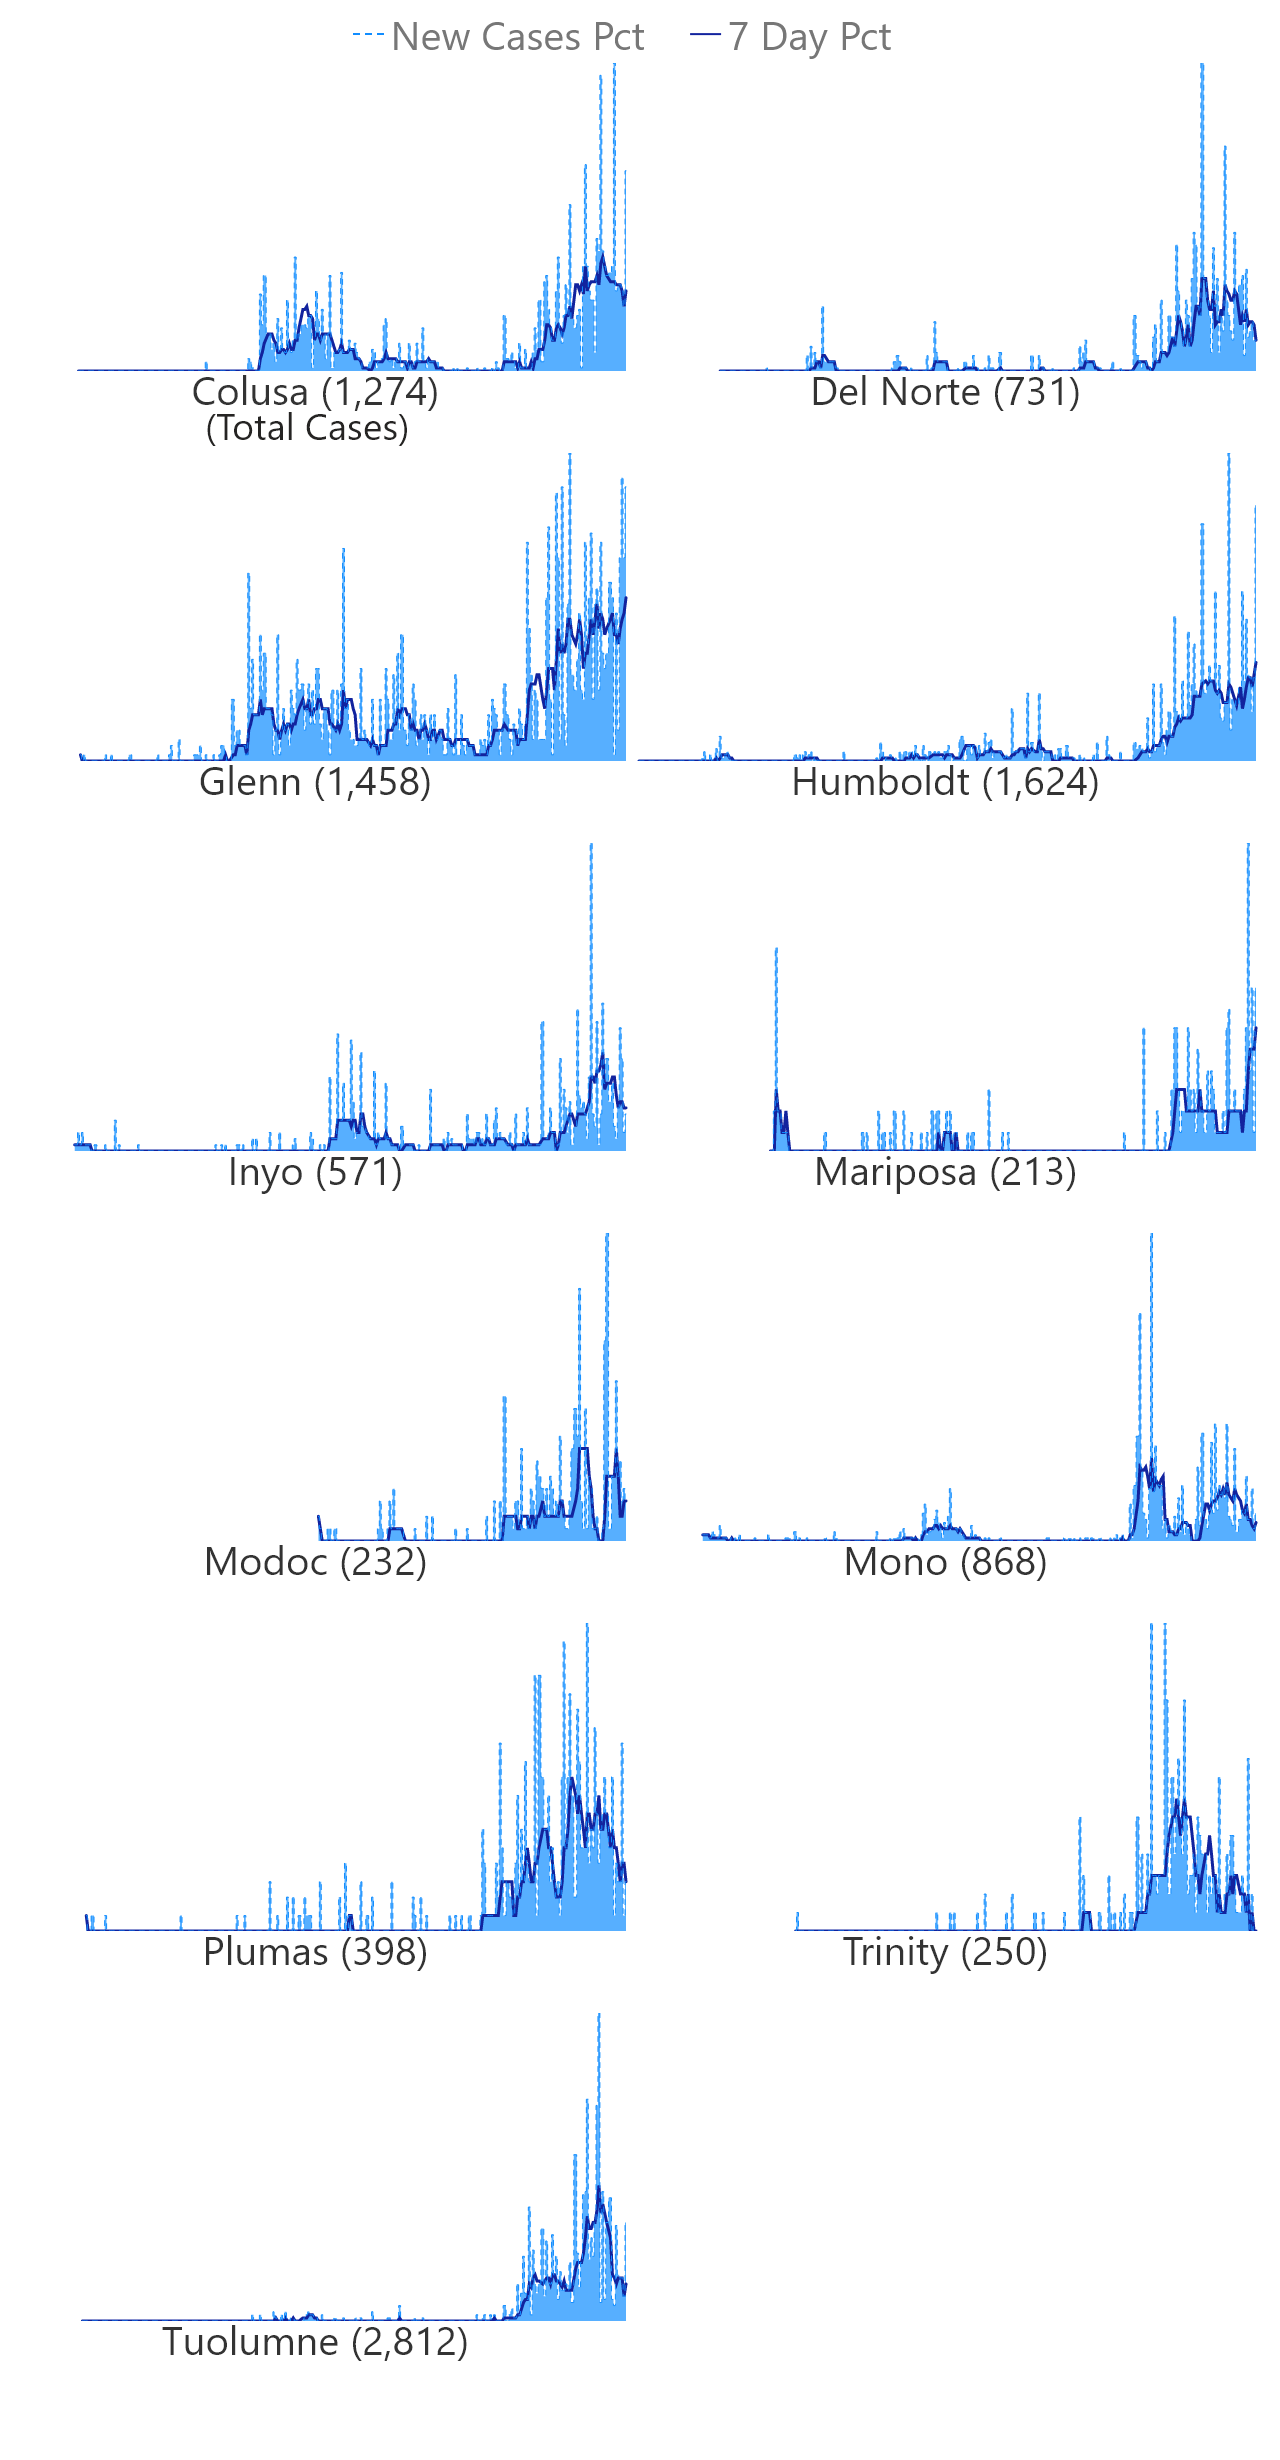 New Cases Pct 7 Day Pct
Colusa (1,274) Del Norte (731)
(Total Cases)
Glenn (1,458) Humboldt (1,624)
Inyo (571) Mariposa (213)
Modoc (232) Mono (868)
Plumas (398) Trinity (250)
Tuolumne (2,812)